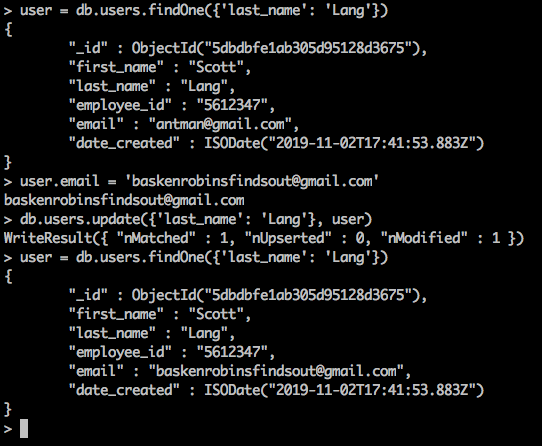 > user = db.users.findOne({'last_name': 'Lang'})
{
        "_id" : ObjectId("5dbdbfe1ab305d95128d3675"),
        "first_name" : "Scott",
        "last_name" : "Lang",
        "employee_id" : "5612347",
        "email" : "antman@gmail.com",
        "date_created" : ISODate("2019-11-02T17:41:53.883Z")
}
> user.email = 'baskenrobinsfindsout@gmail.com'
baskenrobinsfindsout@gmail.com
> db.users.update({'last_name': 'Lang'}, user)
WriteResult({ "nMatched" : 1, "nUpserted" : 0, "nModified" : 1 })
> user = db.users.findOne({'last_name': 'Lang'})
{
        "_id" : ObjectId("5dbdbfe1ab305d95128d3675"),
        "first_name" : "Scott",
        "last_name" : "Lang",
        "employee_id" : "5612347",
        "email" : "baskenrobinsfindsout@gmail.com",
        "date_created" : ISODate("2019-11-02T17:41:53.883Z")
}
>